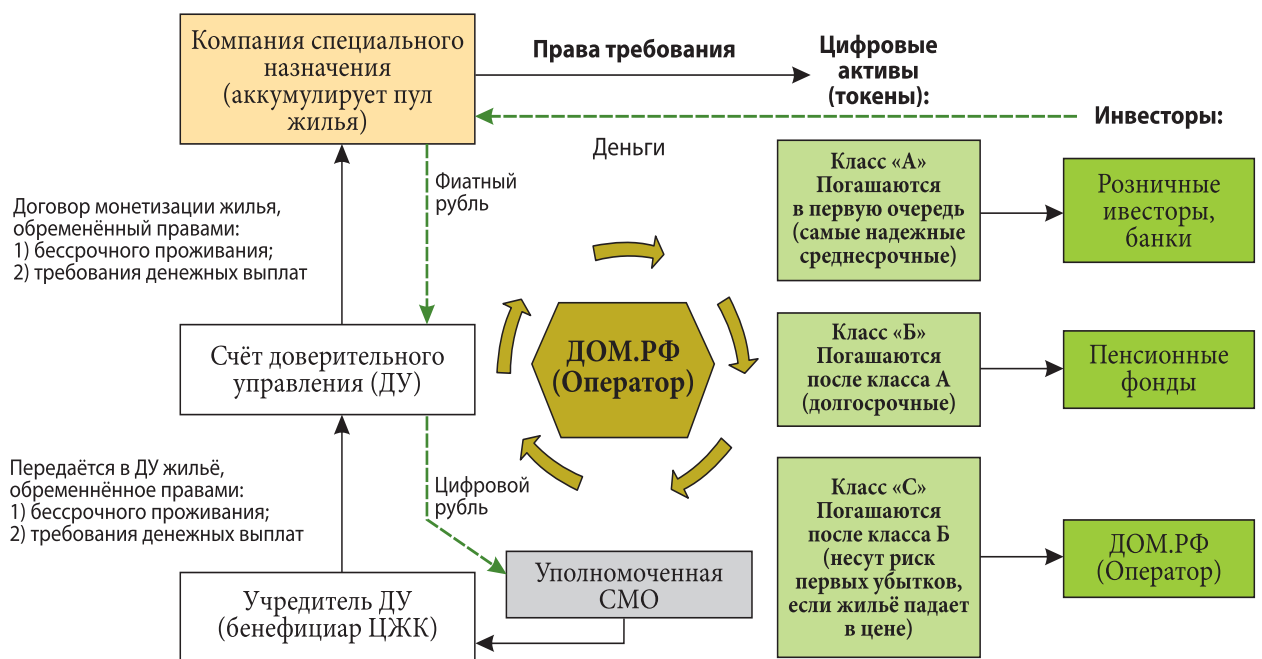 Компания специального
назначения
(аккумулирует пул
жилья)
Права требования
Цифровые
активы
(токены):
Инвесторы:
Деньги
Фиатный
рубль
Договор монетизации жилья,
обременённый правами:
1) бессрочного проживания;
2) требования денежных выплат
Класс «А»
Погашаются
в первую очередь
(самые надежные
среднесрочные)
Розничные
ивесторы,
банки
Счёт доверительного
управления (ДУ)
ДОМ.РФ
(Оператор)
Класс «Б»
Погашаются
после класса А
(долгосрочные)
Пенсионные
фонды
Передаётся в ДУ жильё,
обременнённое правами:
1) бессрочного проживания;
2) требования денежных выплат
Цифровой
рубль
Класс «С»
Погашаются
после класса Б
(несут риск
первых убытков,
если жильё падает
в цене)
ДОМ.РФ
(Оператор)
Уполномоченная
СМО
Учредитель ДУ
(бенефициар ЦЖК)